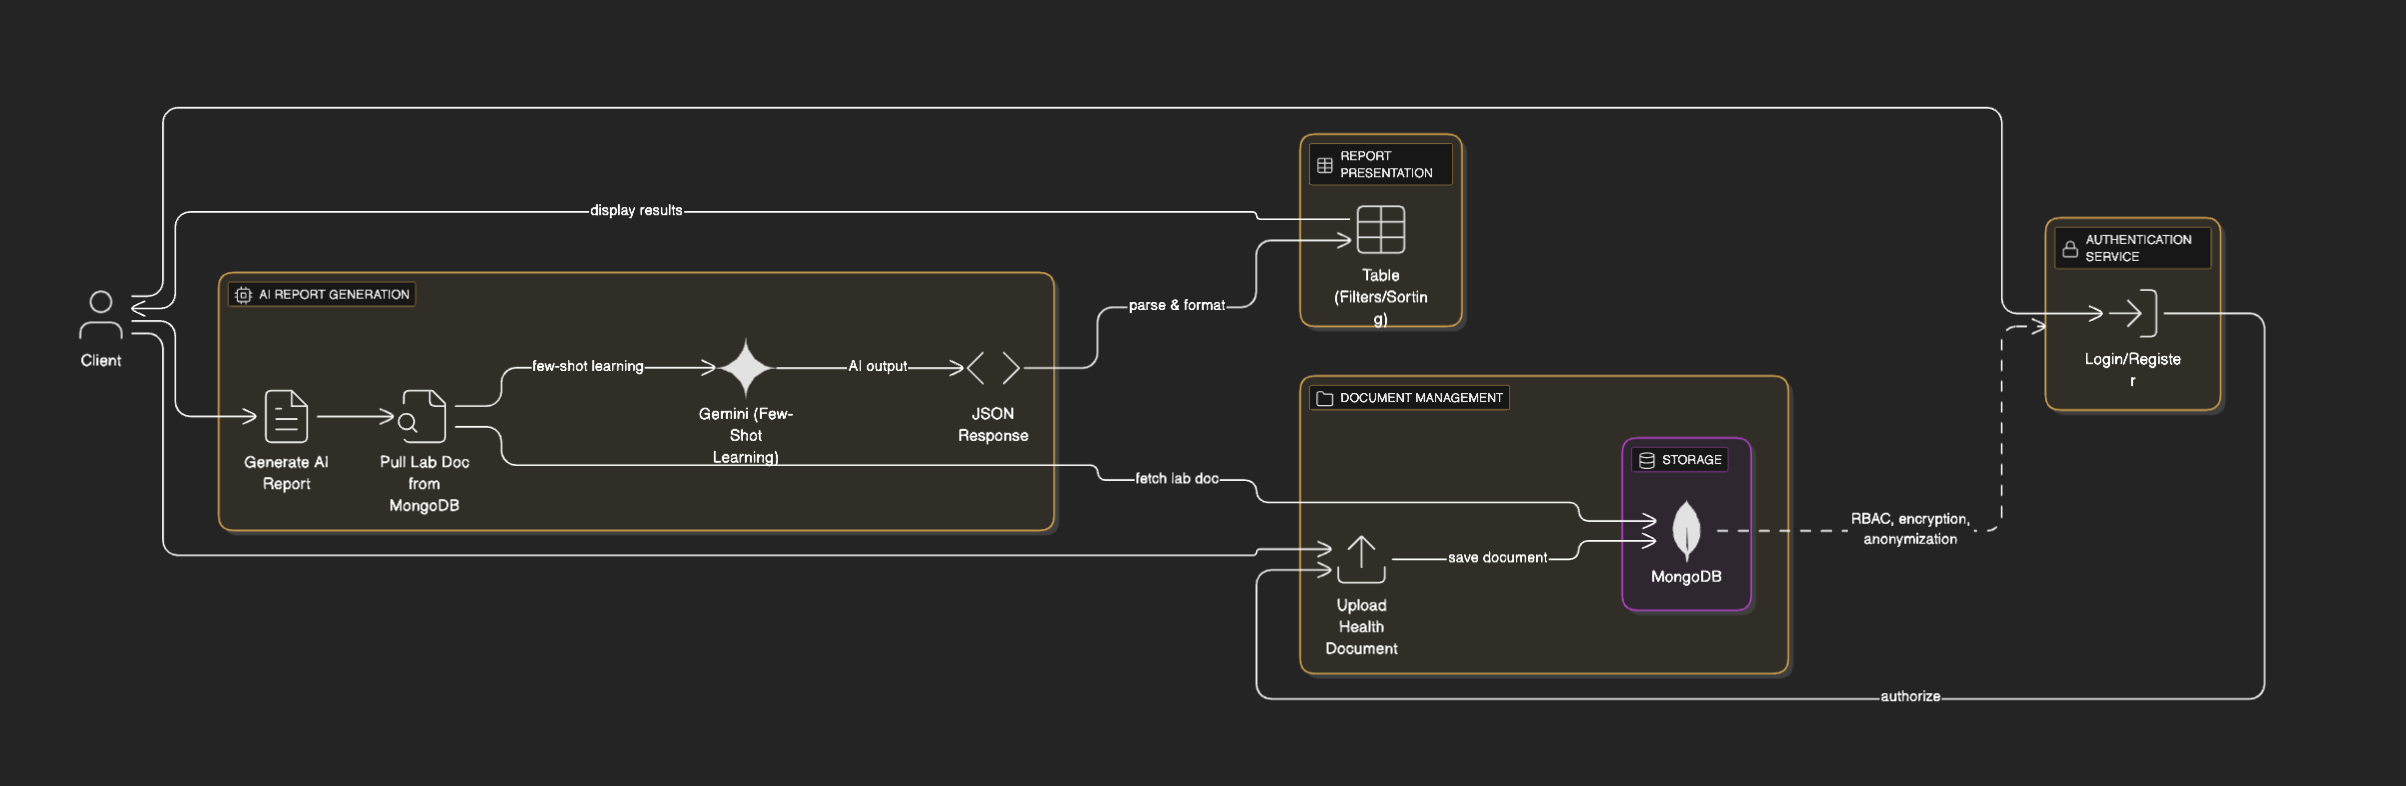 REPORT
PRESENTATION
display results
Table
(Filters/Sortin
g)
parse & format
AUTHENTICATION
SERVICE
Login/Registe
r
Client
AI REPORT GENERATION
few-shot learning
AI output
Gemini (Few-
Shot
Learning)
JSON
Response
Generate AI
Report
Pull Lab Doc
from
MongoDB
fetch lab doc
DOCUMENT MANAGEMENT
STORAGE
MongoDB
save document
Upload
Health
Document
RBAC, encryption,
anonymization
authorize